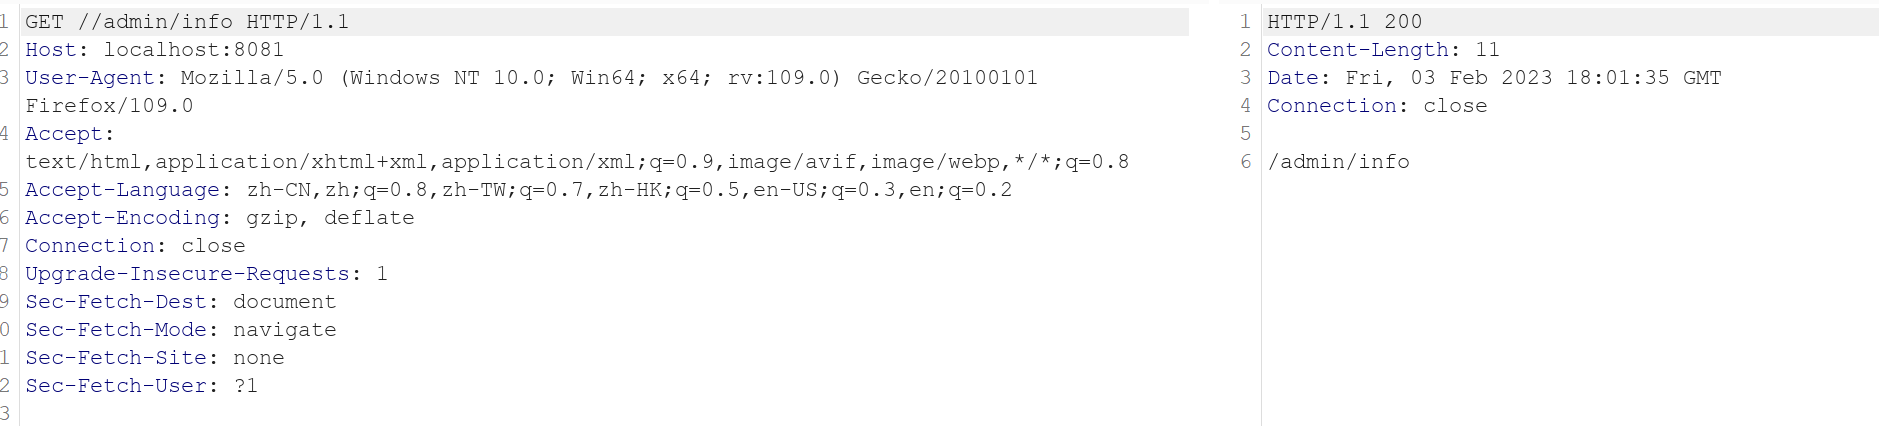 1 GET //admin/info HTTP/1.1
2 Host: localhost:8081
3 User-Agent: Mozilla/5.0 (Windows NT 10.0; Win64; x64; rv:109.0) Gecko/20100101
Firefox/109.0
4 Accept:
text/html,application/xhtml+xml,application/xml;q=0.9,image/avif,image/webp,*/*;q=0.8
5 Accept-Language: zh-CN,zh;q=0.8,zh-TW;q=0.7,zh-HK;q=0.5,en-US;q=0.3,en;q=0.2
6 Accept-Encoding: gzip, deflate
7 Connection: close
8 Upgrade-Insecure-Requests: 1
9 Sec-Fetch-Dest: document
0 Sec-Fetch-Mode: navigate
1 Sec-Fetch-Site: none
2 Sec-Fetch-User: ?1
3
1 HTTP/1.1 200
2 Content-Length: 11
3 Date: Fri, 03 Feb 2023 18:01:35 GMT
4 Connection: close
5
6 /admin/info